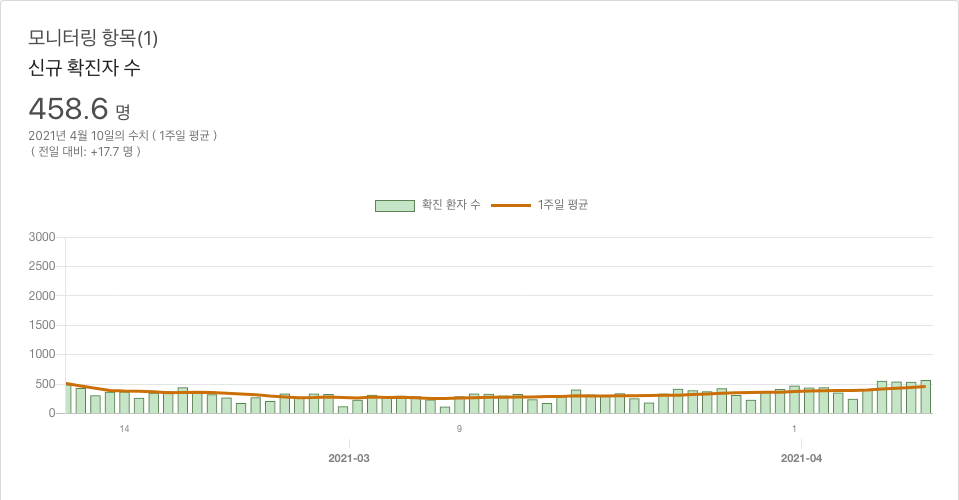 모니터링 항목(1)
신규 확진자 수
458.6 명
2021년 4월 10일의 수치 ( 1주일 평균 )
( 전일 대비: +17.7 명 )
확진 환자 수 1주일 평균
3000
2500
2000
1500
1000
500
0
14 9 1
2021-03 2021-04